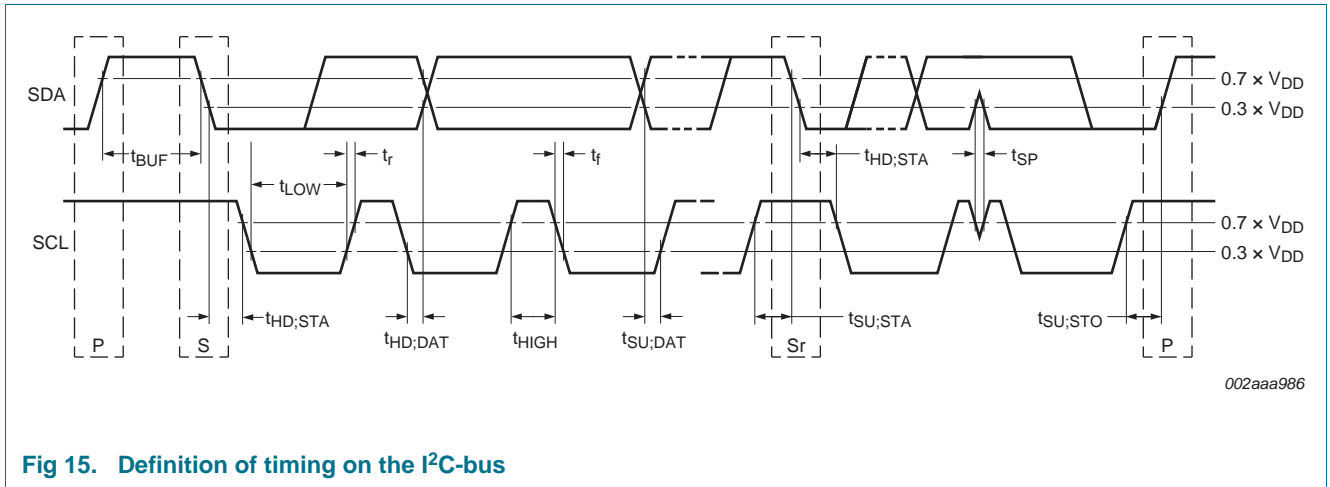 SDA
0.7 × VDD
0.3 × VDD
tBUF
tr
tf
tHD;STA
tSP
tLOW
SCL
0.7 × VDD
0.3 × VDD
tHD;STA
tHD;DAT
tHIGH
tSU;DAT
tSU;STA
tSU;STO
P
S
Sr
P
002aaa986
Fig 15. Definition of timing on the I²C-bus